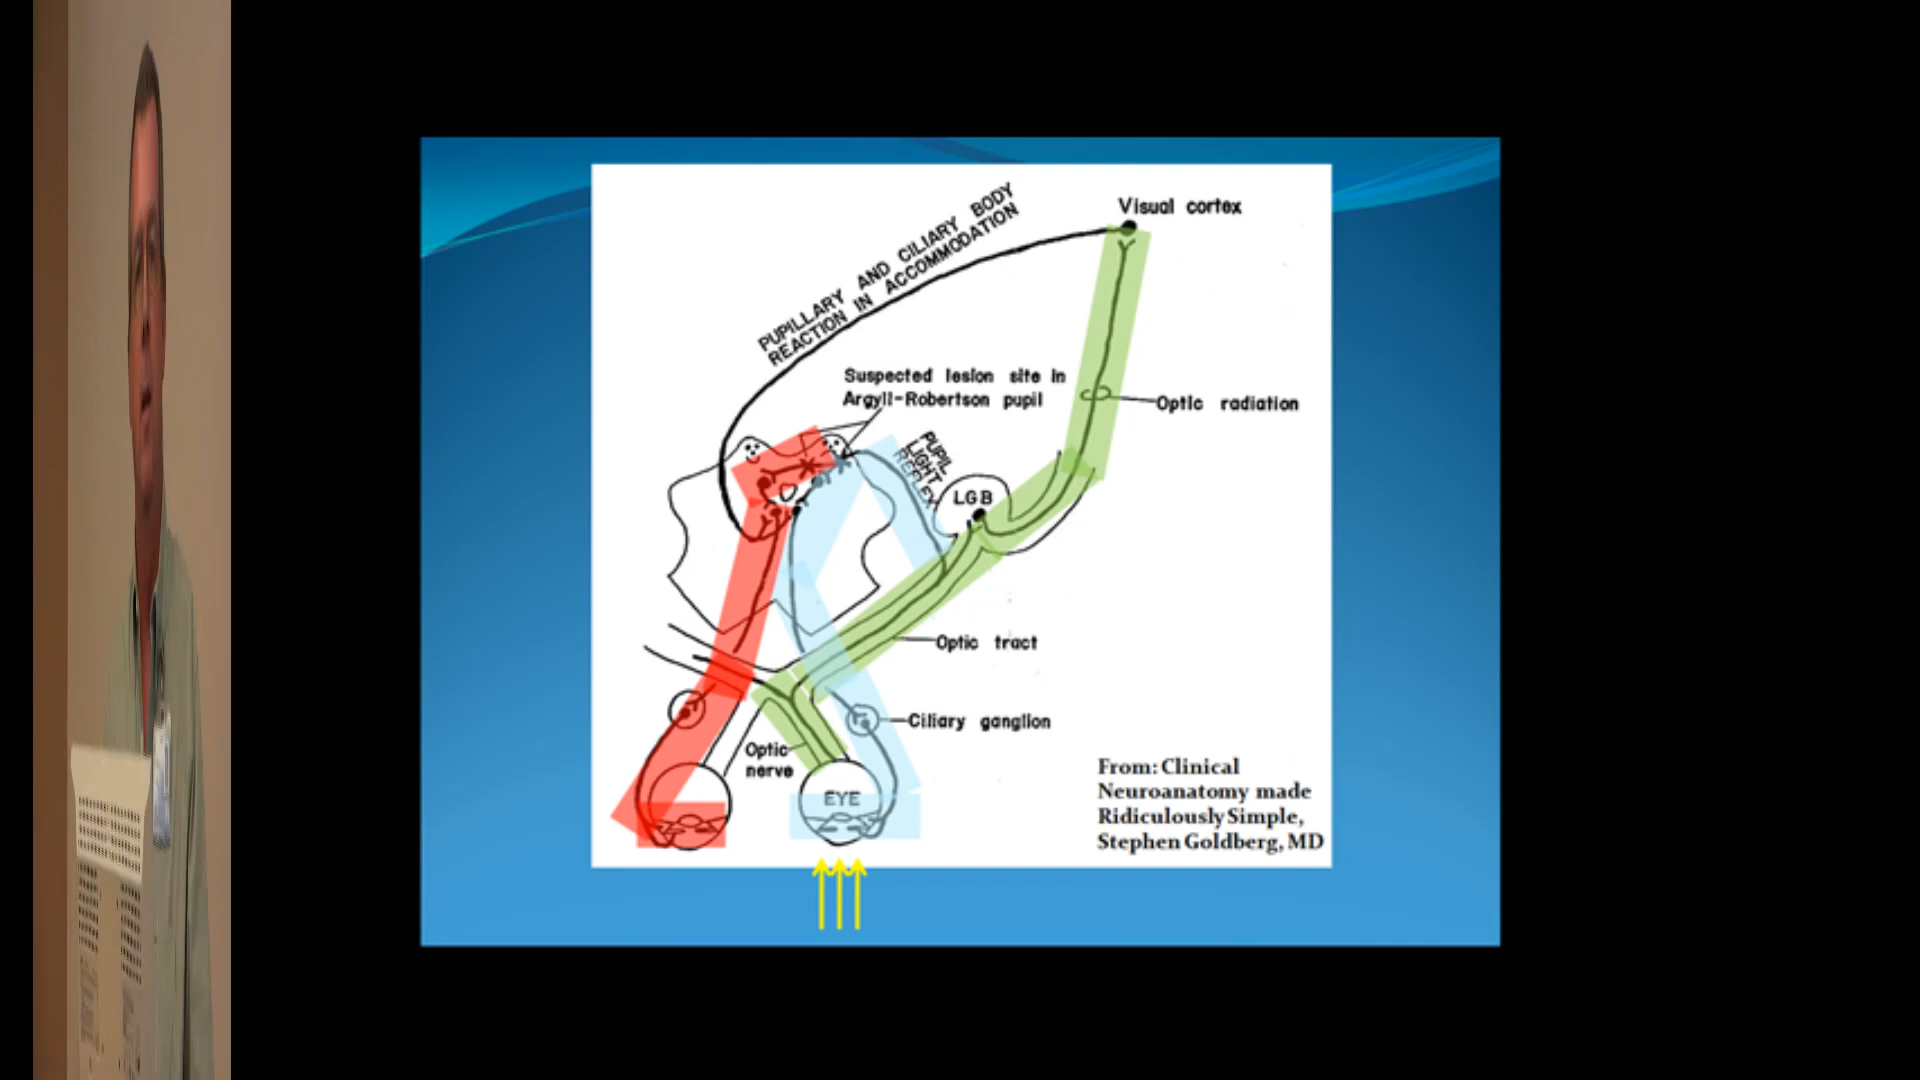 Visual cortex
PUPILLARY AND CILIARY BODY
REACTION IN ACCOMMODATION
Suspected lesion site in
Argyll-Robertson pupil
Optic radiation
PUPIL
LIGHT
REFLEX
LGB
Optic tract
Ciliary ganglion
Optic
nerve
EYE
From: Clinical
Neuroanatomy made
Ridiculously Simple,
Stephen Goldberg, MD